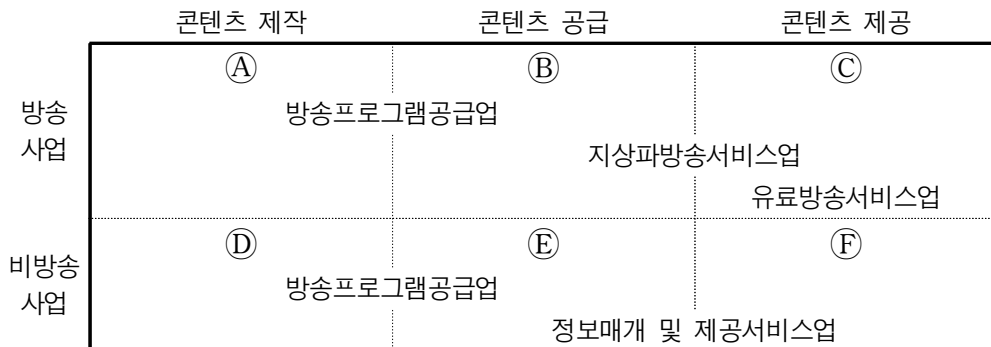 콘텐츠 제작 콘텐츠 공급 콘텐츠 제공
Ⓐ Ⓑ Ⓒ
방송
사업
방송프로그램공급업
지상파방송서비스업
유료방송서비스업
Ⓓ Ⓔ Ⓕ
비방송
사업
방송프로그램공급업
정보매개 및 제공서비스업